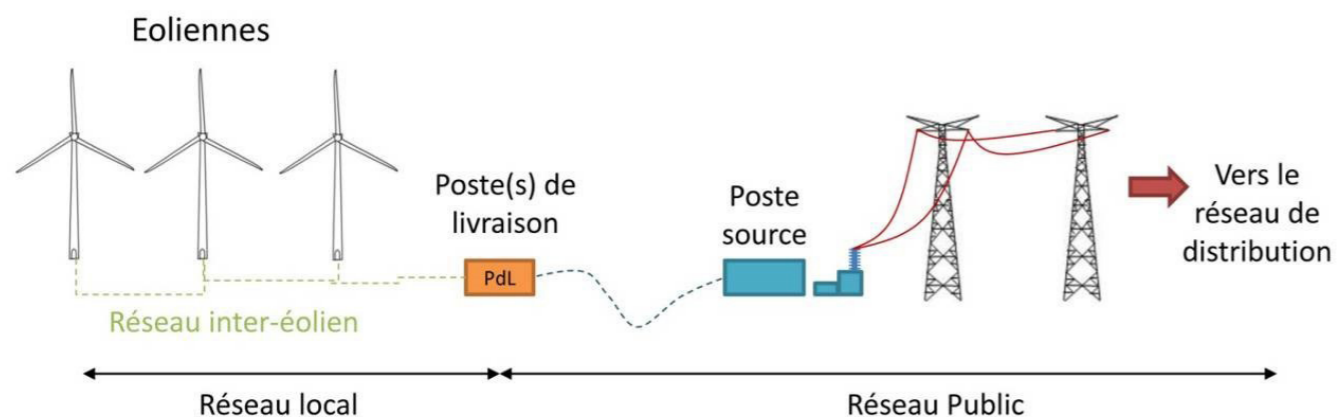 Eoliennes
Poste(s) de
livraison
PdL
Poste
source
Vers le
réseau de
distribution
Réseau inter-éolien
Réseau local
Réseau Public